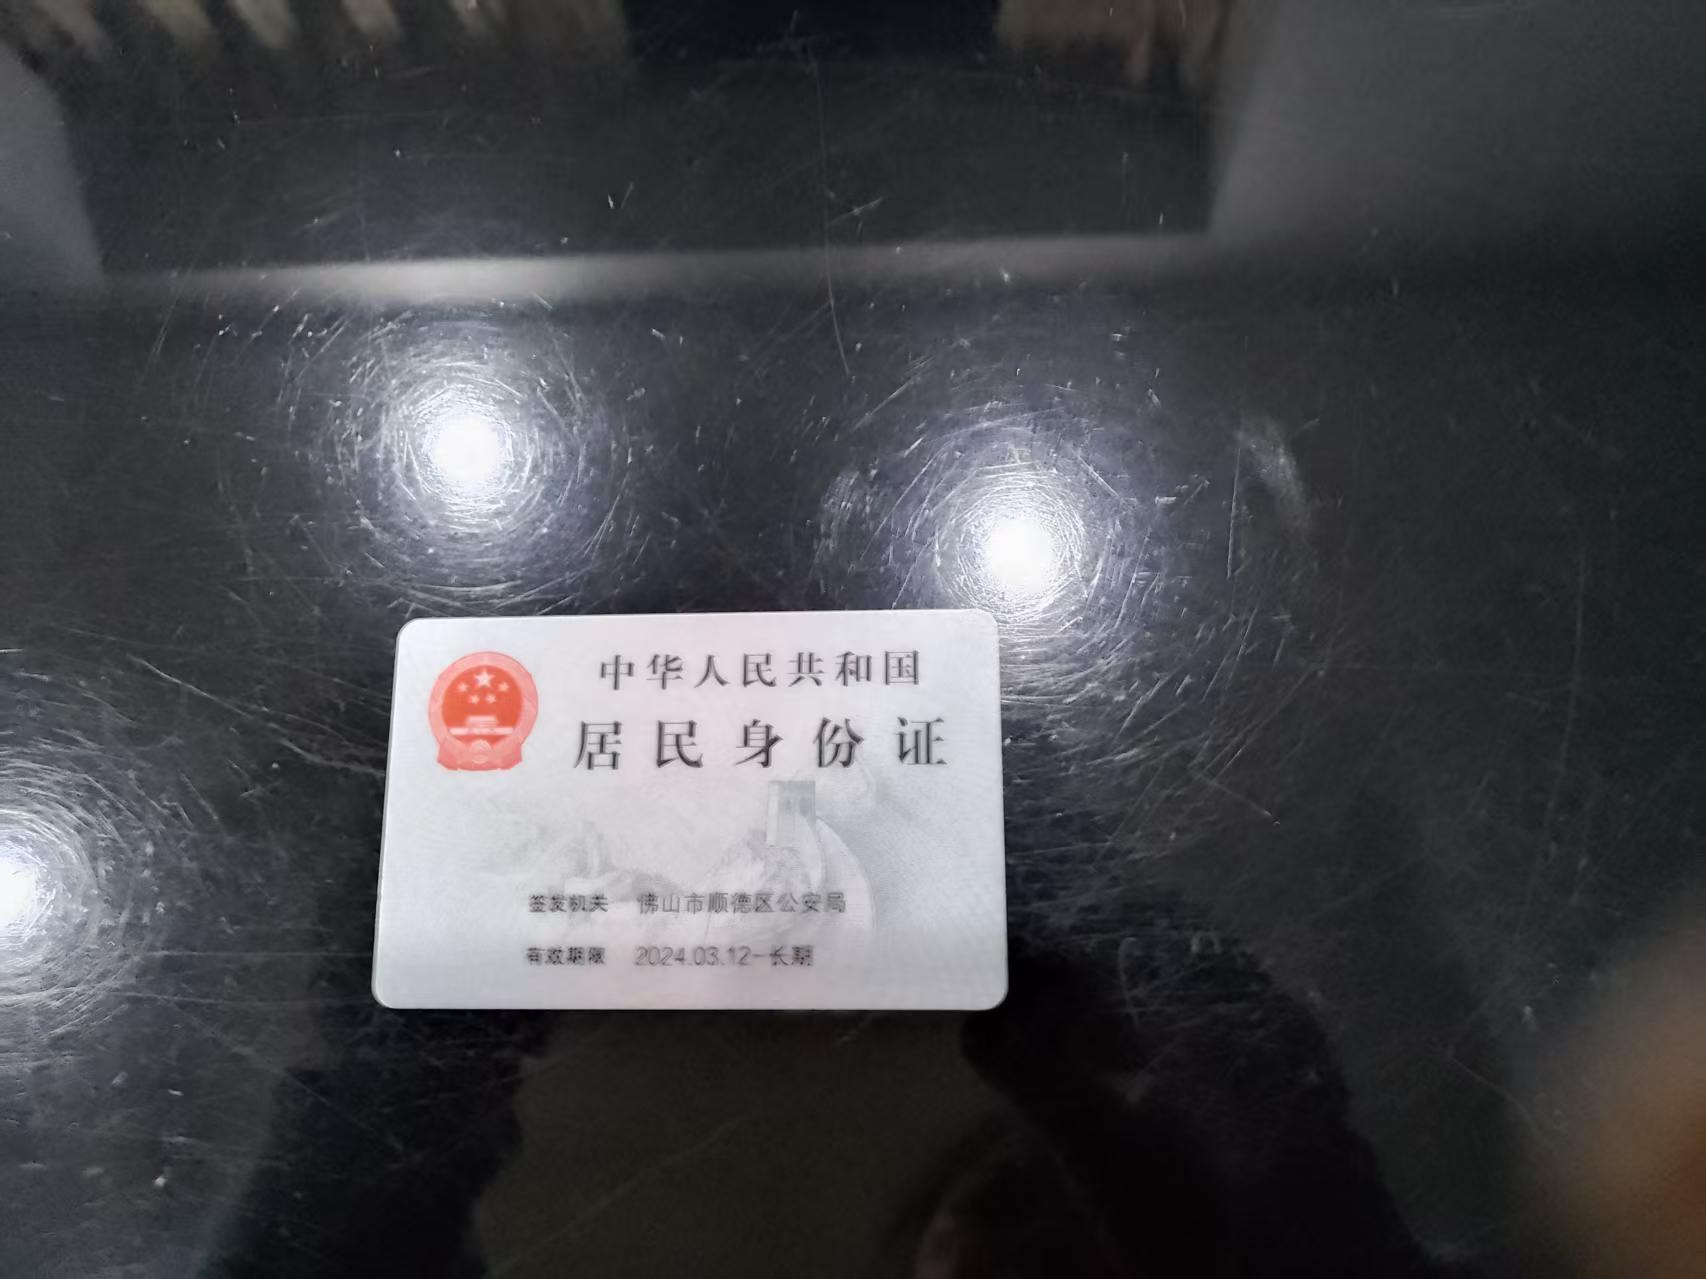 中华人民共和国
居民身份证
签发机关 佛山市顺德区公安局
有效期限 2024.03.12-长期